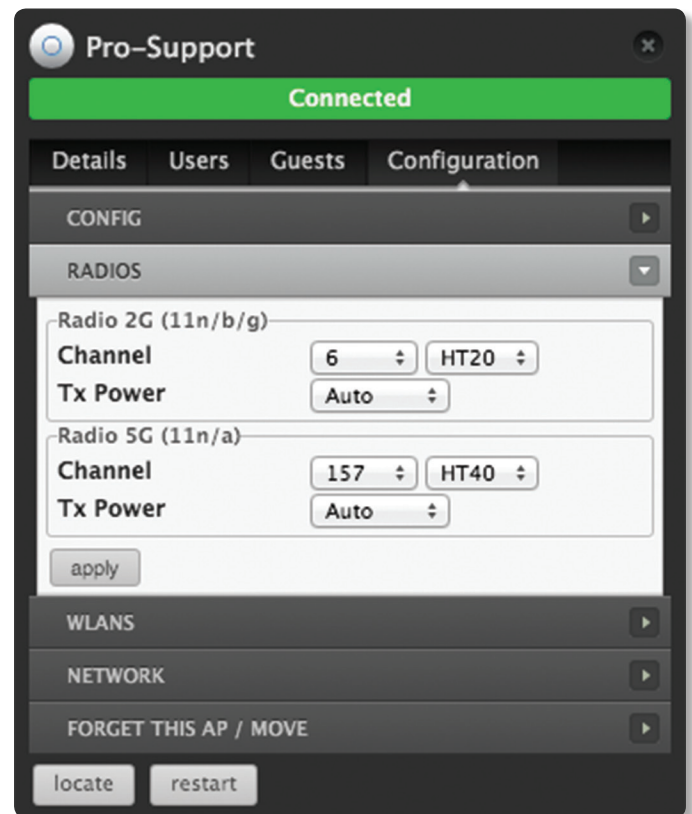 Pro-Support
Connected
Details Users Guests Configuration
CONFIG
RADIOS
Radio 2G (11n/b/g)
Channel 6 HT20
Tx Power Auto
Radio 5G (11n/a)
Channel 157 HT40
Tx Power Auto
apply
WLANS
NETWORK
FORGET THIS AP / MOVE
locate restart